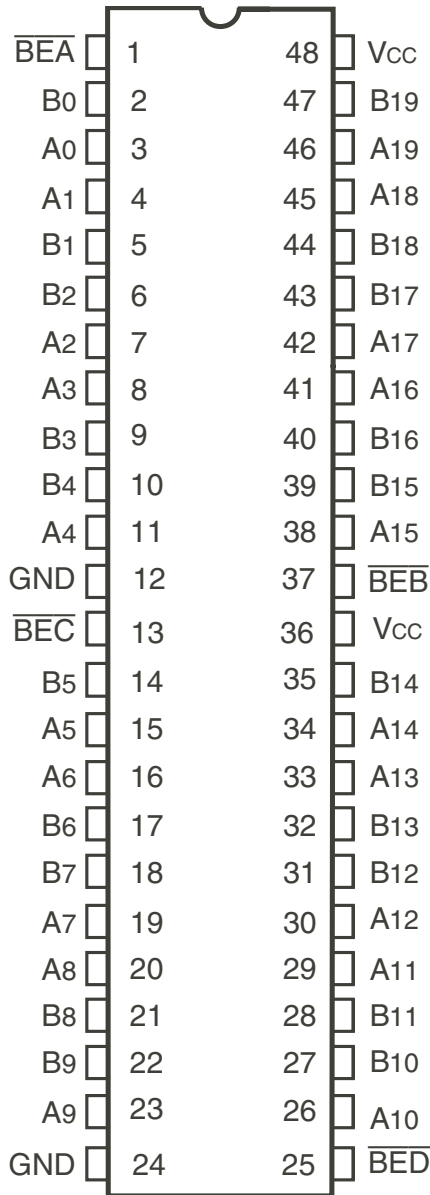 BEA 1 48 Vcc
B0 2 47 B19
A0 3 46 A19
A1 4 45 A18
B1 5 44 B18
B2 6 43 B17
A2 7 42 A17
A3 8 41 A16
B3 9 40 B16
B4 10 39 B15
A4 11 38 A15
GND 12 37 BEB
BEC 13 36 Vcc
B5 14 35 B14
A5 15 34 A14
A6 16 33 A13
B6 17 32 B13
B7 18 31 B12
A7 19 30 A12
A8 20 29 A11
B8 21 28 B11
B9 22 27 B10
A9 23 26 A10
GND 24 25 BED